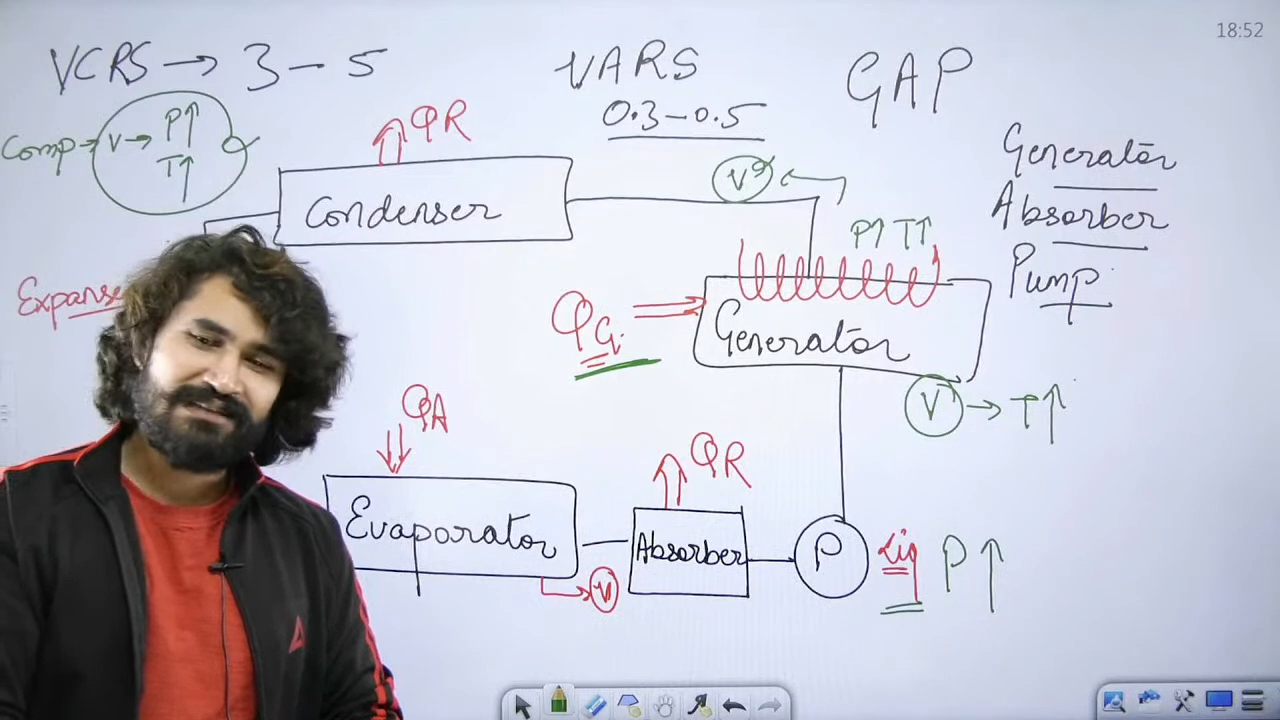 18:52
VCRS → 3 - 5
VARS
0.3-0.5
GAP
Generator
Absorber
Pump
Comp → V → P↑
T↑
QR
Condenser
V
P↑ T↑
QG
Generator
V → T↑
QA
Evaporator
V
QR
Absorber
P
Liq P↑